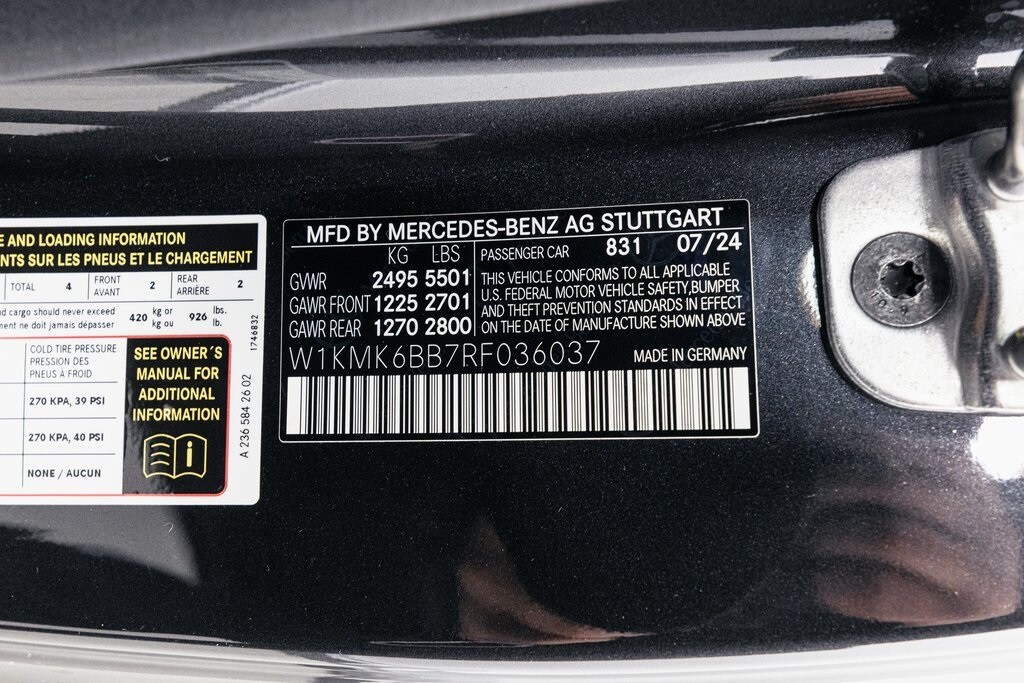 E AND LOADING INFORMATION
NTS SUR LES PNEUS ET LE CHARGEMENT
TOTAL 4 FRONT AVANT 2 REAR ARRIÈRE 2
nd cargo should never exceed
ment ne doit jamais dépasser 420 kg or kg ou 926 lbs. lb.
COLD TIRE PRESSURE
PRESSION DES
PNEUS À FROID
270 KPA, 39 PSI
270 KPA, 40 PSI
NONE / AUCUN
SEE OWNER´S
MANUAL FOR
ADDITIONAL
INFORMATION
1746832
A 236 584 26 02
MFD BY MERCEDES-BENZ AG STUTTGART
KG LBS
GVWR 2495 5501
GAWR FRONT 1225 2701
GAWR REAR 1270 2800
PASSENGER CAR 831 07/24
THIS VEHICLE CONFORMS TO ALL APPLICABLE
U.S. FEDERAL MOTOR VEHICLE SAFETY,BUMPER
AND THEFT PREVENTION STANDARDS IN EFFECT
ON THE DATE OF MANUFACTURE SHOWN ABOVE
W1KMK6BB7RF036037 MADE IN GERMANY